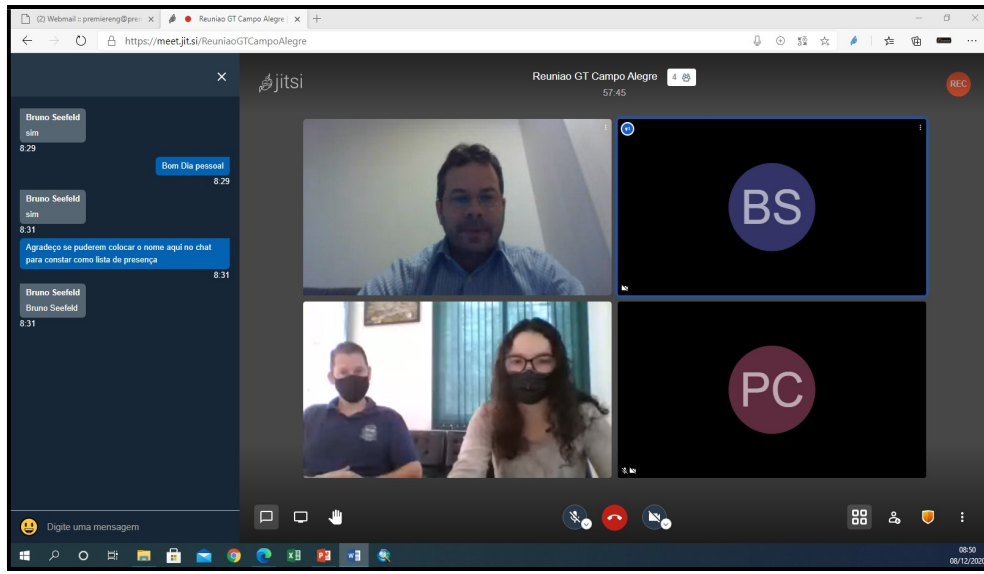 (2) Webmail :: premiereng@pre
Reuniao GT Campo Alegre |
https://meet.jit.si/ReuniaoGTCampoAlegre
jitsi
Reuniao GT Campo Alegre 4
57:45
REC
Bruno Seefeld
sim
8:29
Bom Dia pessoal
8:29
Bruno Seefeld
sim
8:31
Agradeço se puderem colocar o nome aqui no chat
para constar como lista de presença
8:31
Bruno Seefeld
Bruno Seefeld
8:31
BS
PC
Digite uma mensagem
08:50
08/12/2020